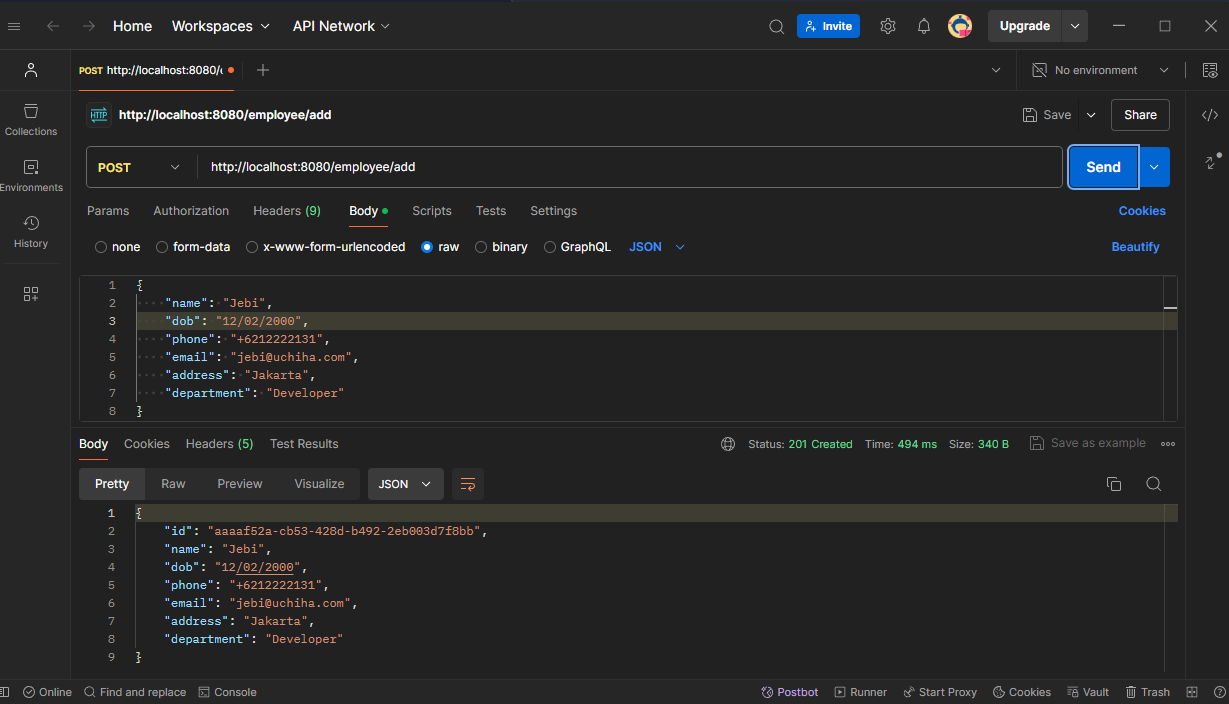 Home Workspaces API Network Invite Upgrade
POST http://localhost:8080/ No environment
HTTP http://localhost:8080/employee/add Save Share
Collections
Environments
History
POST http://localhost:8080/employee/add Send
Params Authorization Headers (9) Body Scripts Tests Settings Cookies
none form-data x-www-form-urlencoded raw binary GraphQL JSON Beautify
1 {
2 "name": "Jebi",
3 "dob": "12/02/2000",
4 "phone": "+6212222131",
5 "email": "jebi@uchiha.com",
6 "address": "Jakarta",
7 "department": "Developer"
8 }
Body Cookies Headers (5) Test Results Status: 201 Created Time: 494 ms Size: 340 B Save as example
Pretty Raw Preview Visualize JSON
1 {
2 "id": "aaaaf52a-cb53-428d-b492-2eb003d7f8bb",
3 "name": "Jebi",
4 "dob": "12/02/2000",
5 "phone": "+6212222131",
6 "email": "jebi@uchiha.com",
7 "address": "Jakarta",
8 "department": "Developer"
9 }
Online Find and replace Console Postbot Runner Start Proxy Cookies Vault Trash